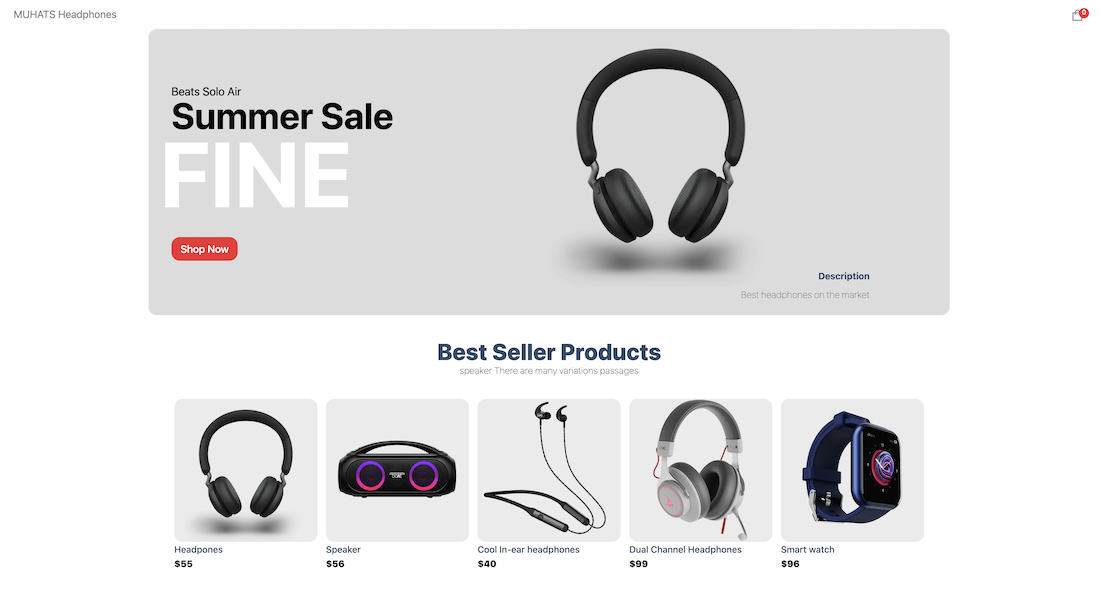 MUHATS Headphones
0
Beats Solo Air
Summer Sale
FINE
Shop Now
Description
Best headphones on the market
Best Seller Products
speaker There are many variations passages
Headpones
$55
Speaker
$56
Cool In-ear headphones
$40
Dual Channel Headphones
$99
Smart watch
$96